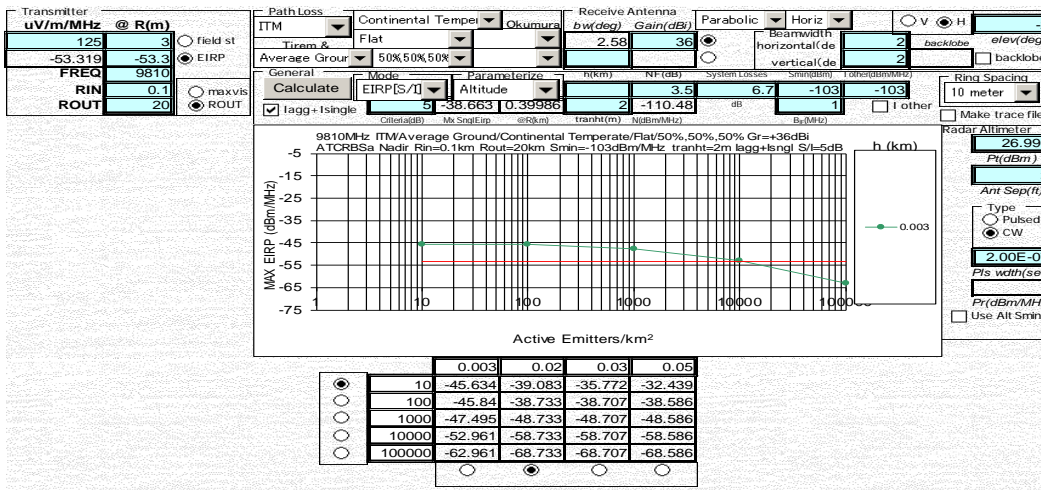 Transmitter
uV/m/MHz @ R(m)
125 3 field st
-53.319 -53.3 EIRP
FREQ 9810
RIN 0.1 maxvis
ROUT 20 ROUT
Path Loss
ITM Continental Temper Okumura
Tirem & Flat
Average Groun 50%,50%,50%
Receive Antenna
bw(deg) Gain(dBi) Parabolic Horiz V H
2.58 36 Beamwidth
horizontal(de 2 backlobe elev(deg
vertical(de 2 backlobe
General
Calculate Mode Parameterize h(km) NF(dB) System Losses Smin(dBm) I other(dBm/MHz)
EIRP[S/I] Altitude 3.5 6.7 -103 -103
Iagg+Isingle 5 -38.663 0.39986 2 -110.48 dB 1 I other
Criteria(dB) Mx SnglEirp @R(km) tranht(m) N(dBm/MHz) (MHz)
Ring Spacing
10 meter
Make trace file
Radar Altimeter
26.99
Pt(dBm)
Ant Sep(ft)
Type
Pulsed
CW
2.00E-0
Pls wdth(se
Pr(dBm/MH
Use Alt Smin
9810MHz ITM/Average Ground/Continental Temperate/Flat/50%,50%,50% Gr=+36dBi
ATCRBSa Nadir Rin=0.1km Rout=20km Smin=-103dBm/MHz tranht=2m Iagg+Isngl S/I=5dB
h (km)
0.003
MAX EIRP (dBm/MHz)
-5
-15
-25
-35
-45
-55
-65
-75
1 10 100 1000 10000 100000
Active Emitters/km²
0.003 0.02 0.03 0.05
10 -45.634 -39.083 -35.772 -32.439
100 -45.84 -38.733 -38.707 -38.586
1000 -47.495 -48.733 -48.707 -48.586
10000 -52.961 -58.733 -58.707 -58.586
100000 -62.961 -68.733 -68.707 -68.586